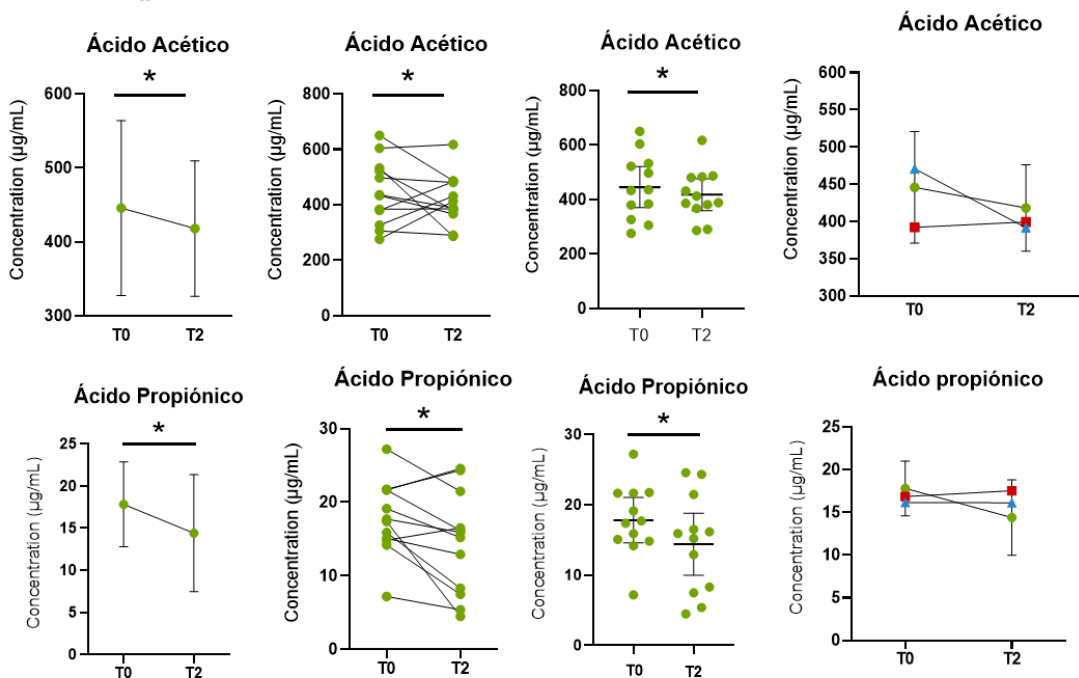 Ácido Acético
*
Concentration (µg/mL)
600
500
400
300
T0
T2
Ácido Acético
*
Concentration (µg/mL)
800
600
400
200
0
T0
T2
Ácido Acético
*
Concentration (µg/mL)
800
600
400
200
0
T0
T2
Ácido Acético
Concentration (µg/mL)
600
550
500
450
400
350
300
T0
T2
Ácido Propiónico
*
Concentration (µg/mL)
25
20
15
10
5
0
T0
T2
Ácido Propiónico
*
Concentration (µg/mL)
30
20
10
0
T0
T2
Ácido Propiónico
*
Concentration (µg/mL)
30
20
10
0
T0
T2
Ácido propiónico
Concentration (µg/mL)
25
20
15
10
5
0
T0
T2